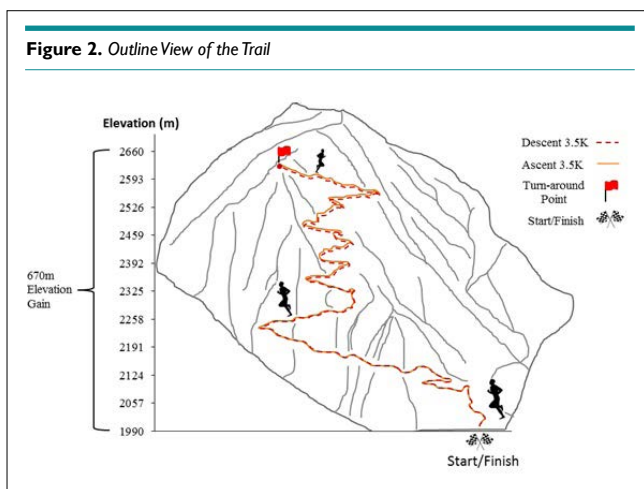 Figure 2. Outline View of the Trail
Elevation (m)
2660
2593
2526
2459
2392
2325
2258
2191
2124
2057
1990
670m
Elevation
Gain
Descent 3.5K
Ascent 3.5K
Turn-around
Point
Start/Finish
Start/Finish